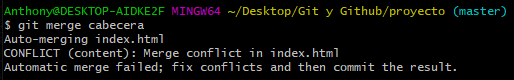 Anthony@DESKTOP-AIDKE2F MINGW64 ~/Desktop/Git y Github/proyecto (master)
$ git merge cabecera
Auto-merging index.html
CONFLICT (content): Merge conflict in index.html
Automatic merge failed; fix conflicts and then commit the result.